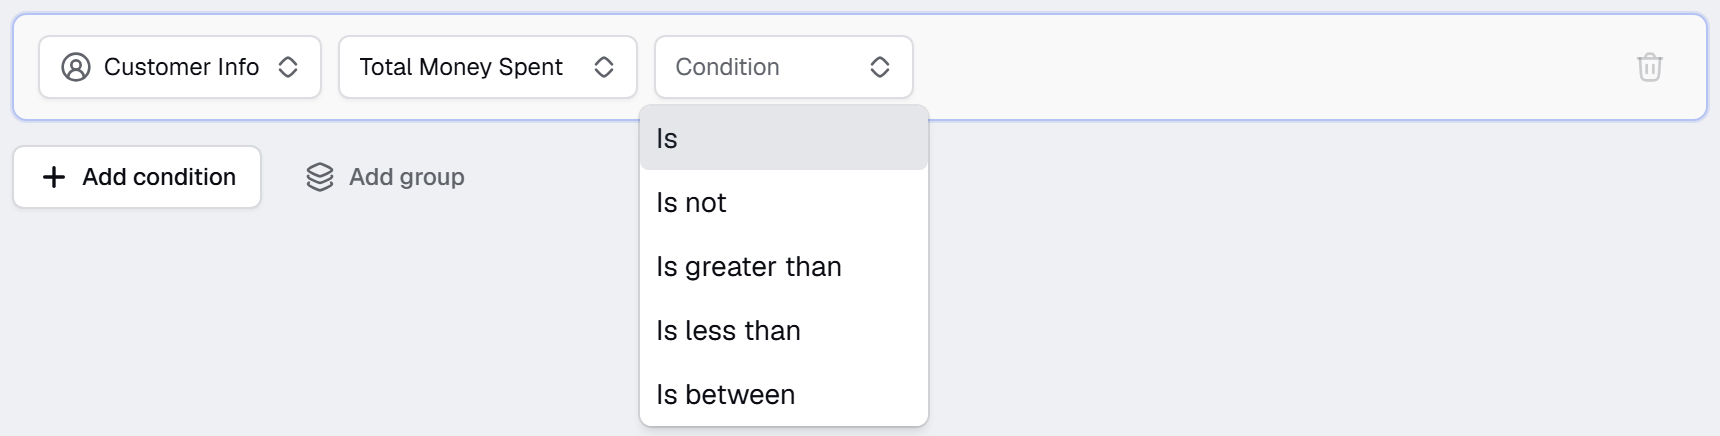 Customer Info
Total Money Spent
Condition
Is
Is not
Is greater than
Is less than
Is between
Add condition
Add group